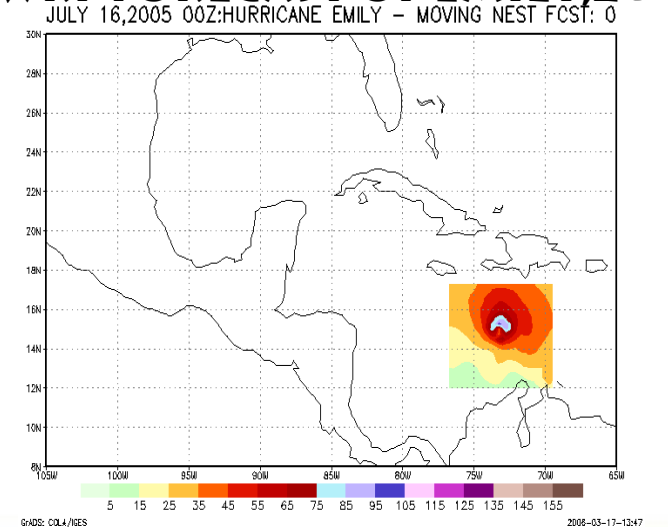 JULY 16,2005 00Z:HURRICANE EMILY – MOVING NEST FCST: 0
30N
28N
26N
24N
22N
20N
18N
16N
14N
12N
10N
8N
105W 100W 95W 90W 85W 80W 75W 70W 65W
5 15 25 35 45 55 65 75 85 95 105 115 125 135 145 155
GrADS: COLA/IGES 2006-03-17-13:47